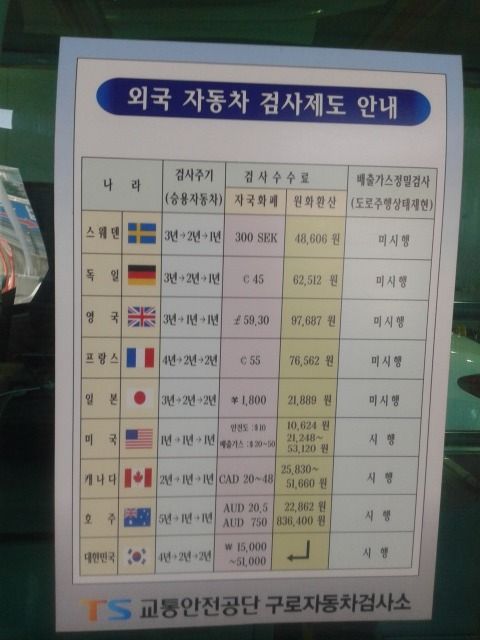 외국 자동차 검사제도 안내
나 라 검사주기 (승용자동차) 검 사 수 수 료 배출가스정밀검사 (도로주행상태재현)
자국화폐 원화환산
스웨덴 3년→2년→1년 300 SEK 48,606 원 미시행
독 일 3년→2년→1년 € 45 62,512 원 미시행
영 국 3년→1년→1년 £ 59,30 97,687 원 미시행
프랑스 4년→2년→2년 € 55 76,562 원 미시행
일 본 3년→2년→2년 ¥ 1,800 21,889 원 미시행
미 국 1년→1년→1년 안전도 : $10 10,624 원 시 행
배출가스 : $ 20~50 21,248~
53,120 원
캐나다 2년→1년→1년 CAD 20~48 25,830~ 시 행
51,660 원
호 주 5년→1년→1년 AUD 20,5 22,862 원 시 행
AUD 750 836,400 원
대한민국 4년→2년→2년 ₩ 15,000 시 행
~51,000
TS 교통안전공단 구로자동차검사소